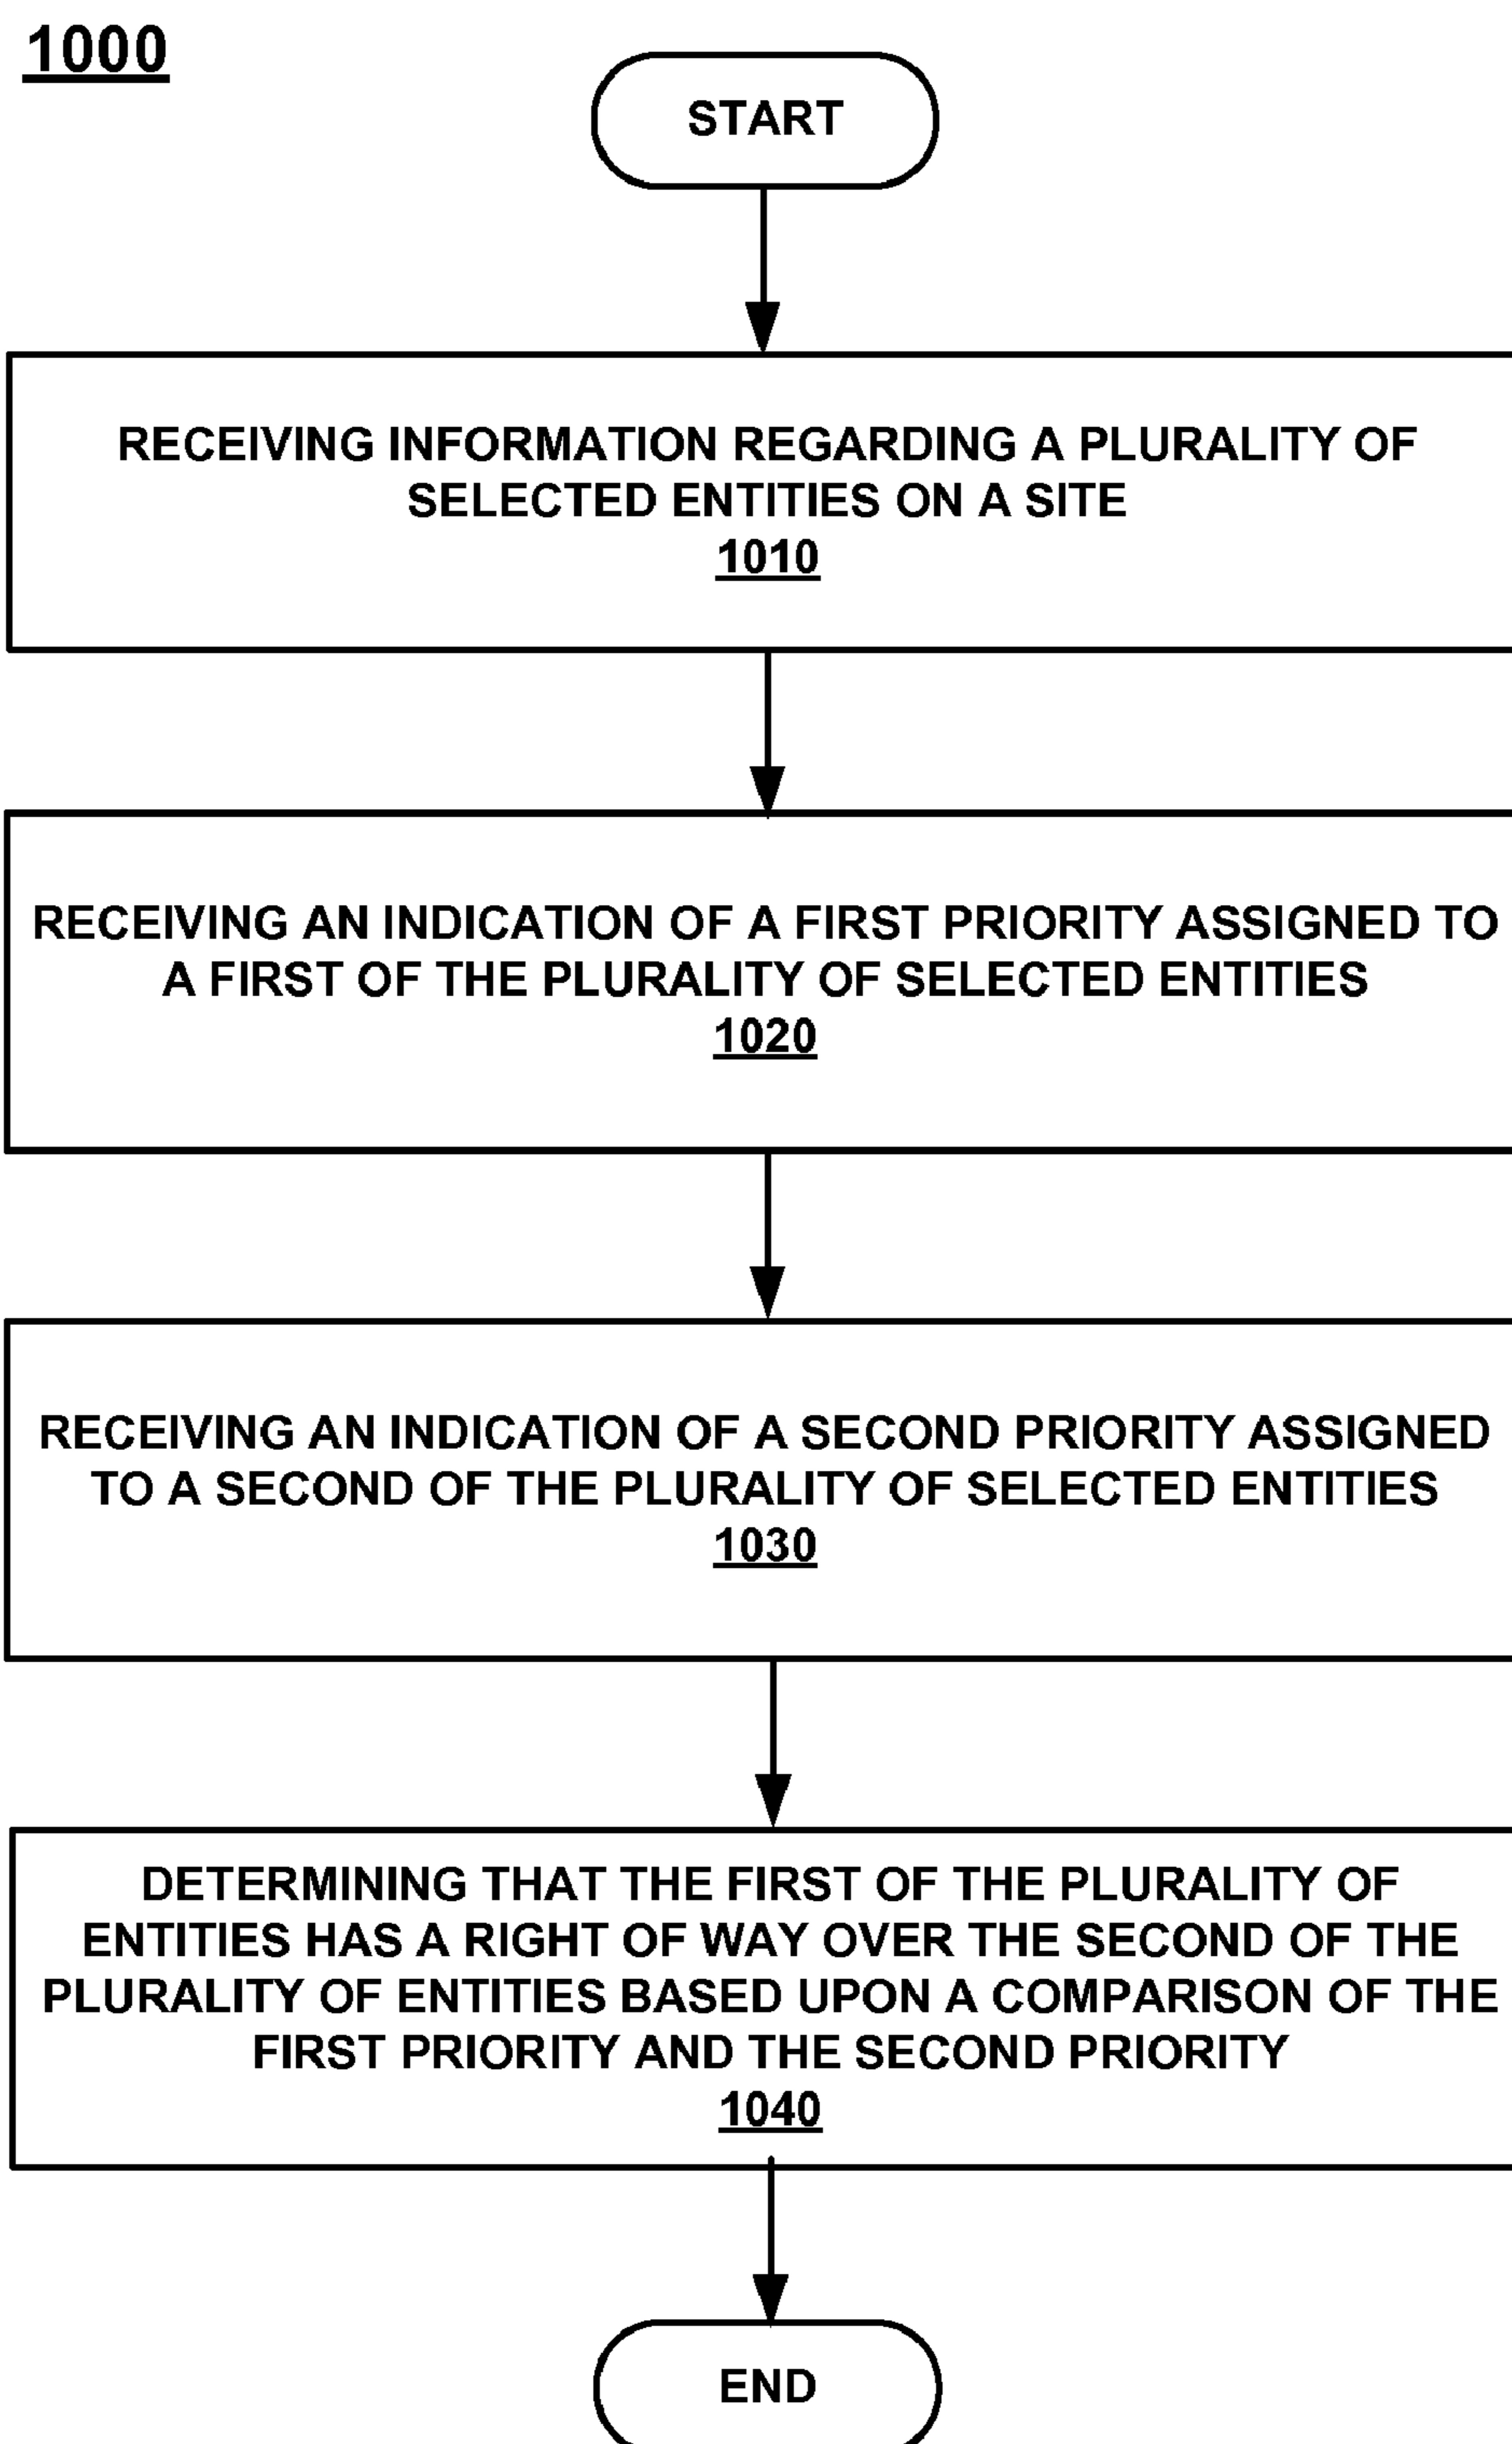 1000
START
RECEIVING INFORMATION REGARDING A PLURALITY OF
SELECTED ENTITIES ON A SITE
1010
RECEIVING AN INDICATION OF A FIRST PRIORITY ASSIGNED TO
A FIRST OF THE PLURALITY OF SELECTED ENTITIES
1020
RECEIVING AN INDICATION OF A SECOND PRIORITY ASSIGNED
TO A SECOND OF THE PLURALITY OF SELECTED ENTITIES
1030
DETERMINING THAT THE FIRST OF THE PLURALITY OF
ENTITIES HAS A RIGHT OF WAY OVER THE SECOND OF THE
PLURALITY OF ENTITIES BASED UPON A COMPARISON OF THE
FIRST PRIORITY AND THE SECOND PRIORITY
1040
END